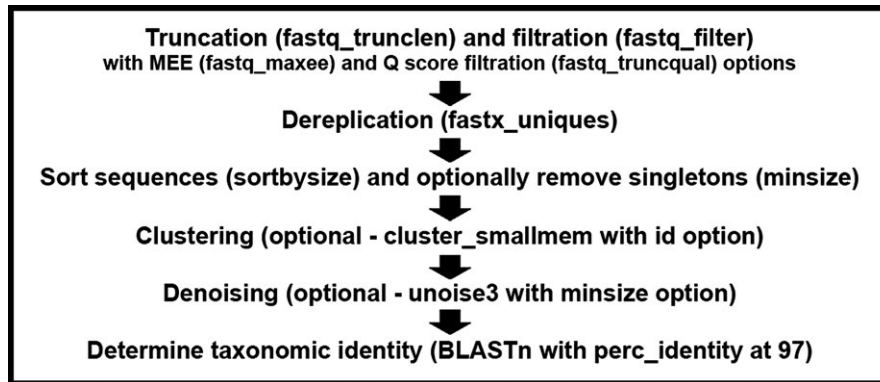 Truncation (fastq_trunclen) and filtration (fastq_filter)
with MEE (fastq_maxee) and Q score filtration (fastq_truncqual) options
Dereplication (fastx_uniques)
Sort sequences (sortbysize) and optionally remove singletons (minsize)
Clustering (optional - cluster_smallmem with id option)
Denoising (optional - unoise3 with minsize option)
Determine taxonomic identity (BLASTn with perc_identity at 97)